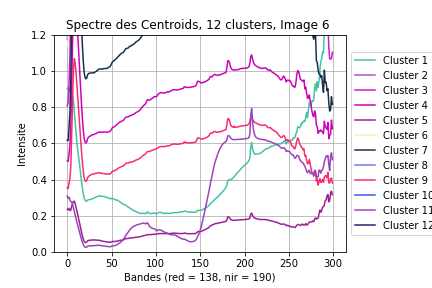 Spectre des Centroids, 12 clusters, Image 6
1.2
1.0
0.8
0.6
0.4
0.2
0.0
Intensite
0
50
100
150
200
250
300
Bandes (red = 138, nir = 190)
Cluster 1
Cluster 2
Cluster 3
Cluster 4
Cluster 5
Cluster 6
Cluster 7
Cluster 8
Cluster 9
Cluster 10
Cluster 11
Cluster 12